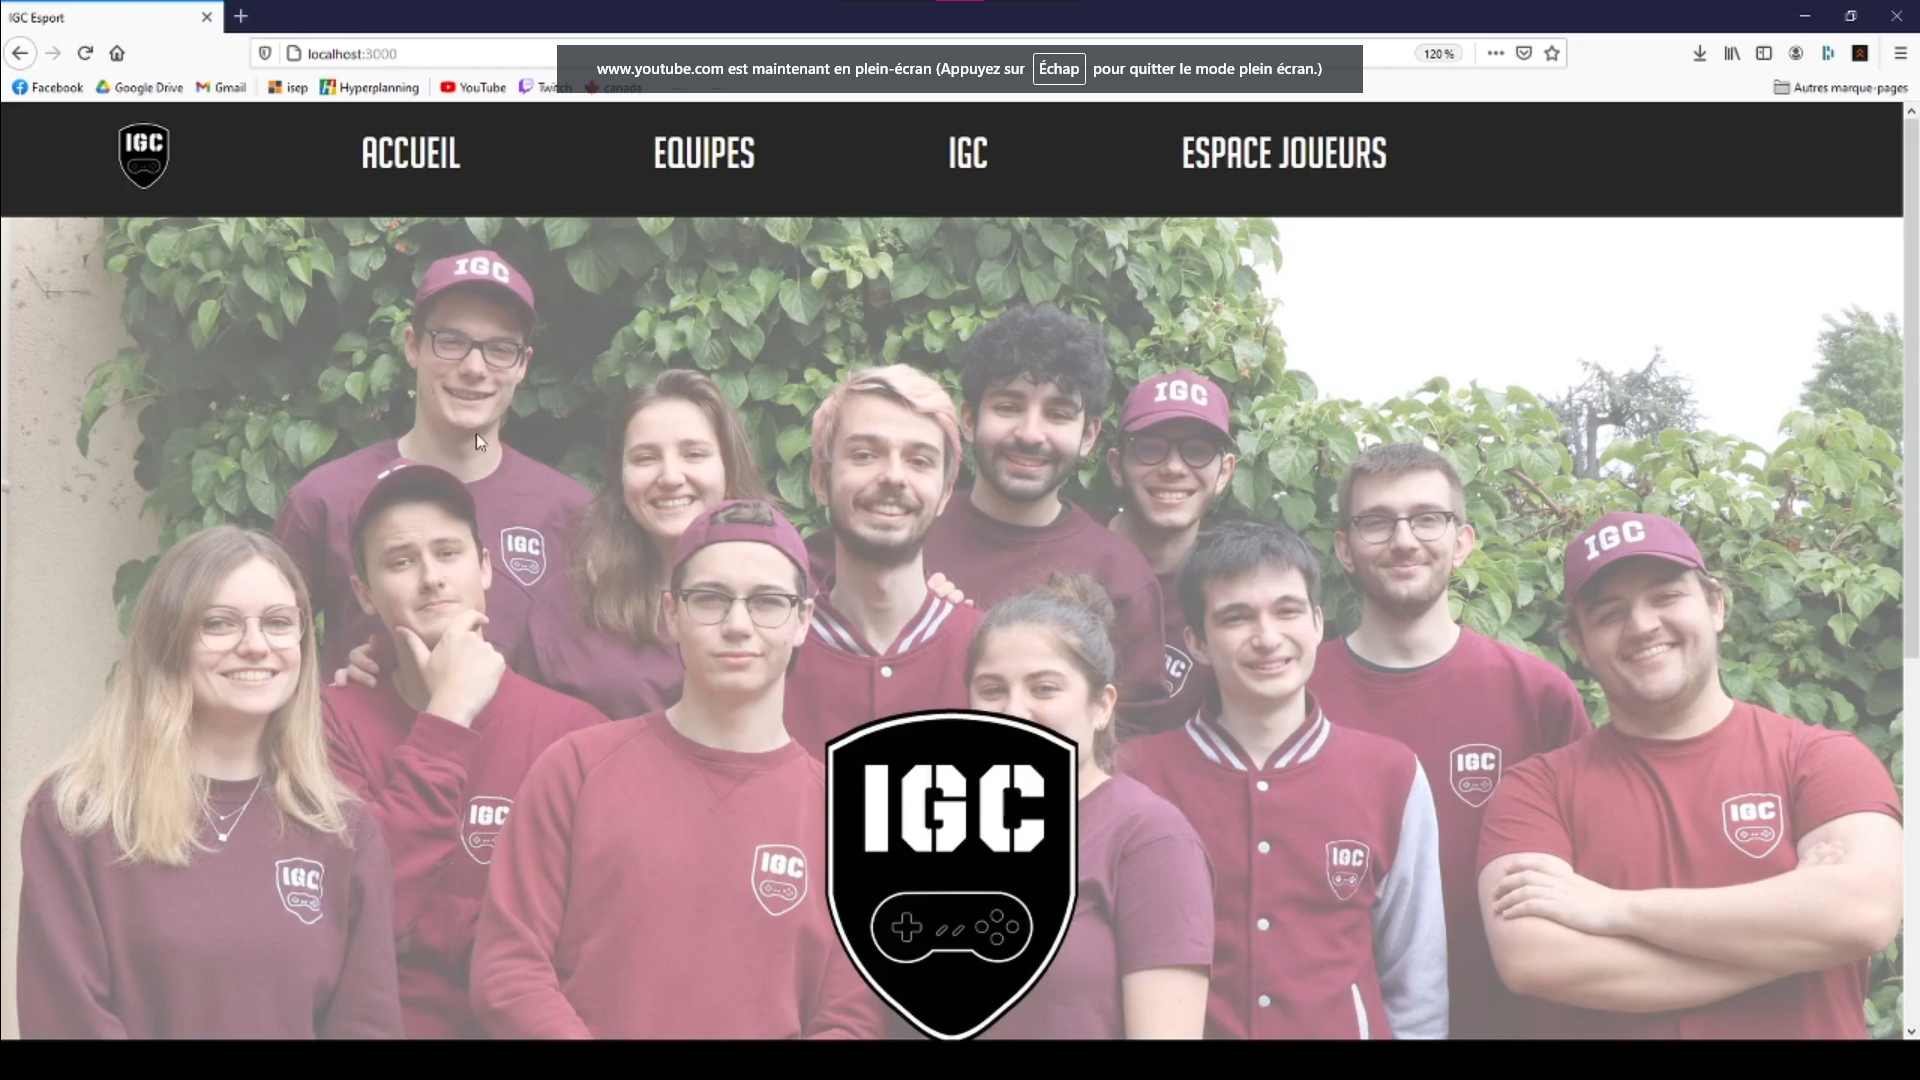 IGC Esport
localhost:3000
120 %
www.youtube.com est maintenant en plein-écran (Appuyez sur Échap pour quitter le mode plein écran.)
Facebook Google Drive Gmail isep Hyperplanning YouTube Twitch canada
Autres marque-pages
IGC ACCUEIL EQUIPES IGC ESPACE JOUEURS
IGC
IGC
IGC
IGC
IGC
IGC
IGC
IGC
IGC
IGC
IGC
IGC